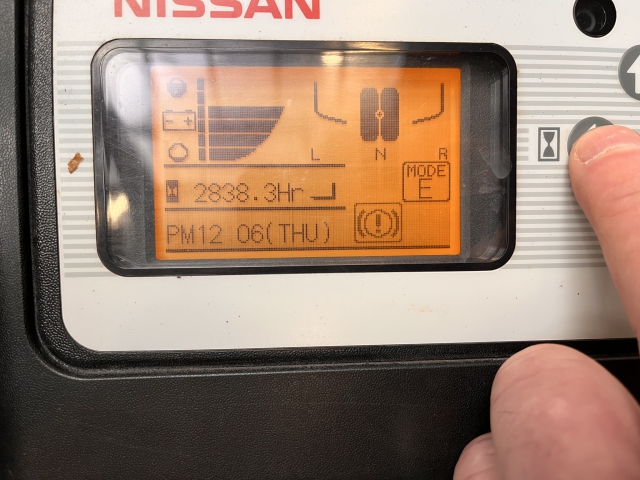 NISSAN
L N R
MODE
E
2838.3Hr
PM12 06(THU)